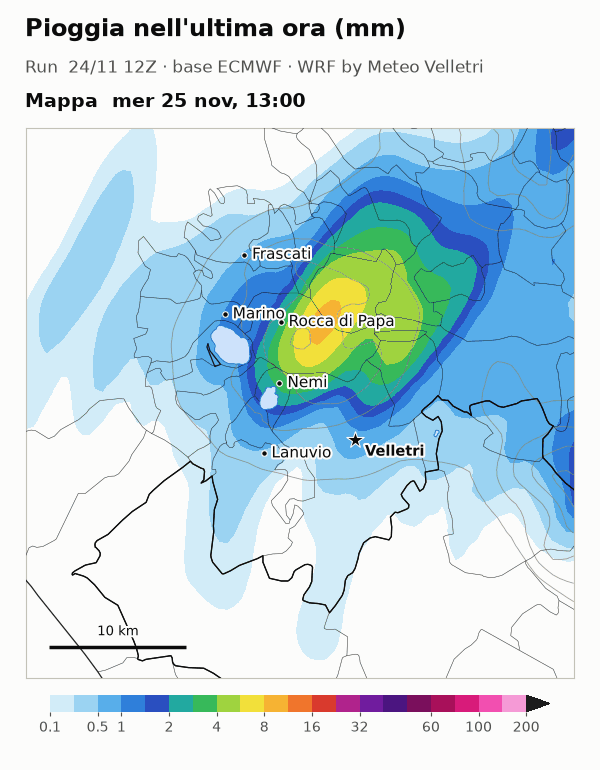 Pioggia nell'ultima ora (mm)
Run  24/11 12Z · base ECMWF · WRF by Meteo Velletri
Mappa  mer 25 nov, 13:00
Frascati
Marino
Rocca di Papa
Nemi
Velletri
Lanuvio
10 km
0.1 0.5 1 2 4 8 16 32 60 100 200